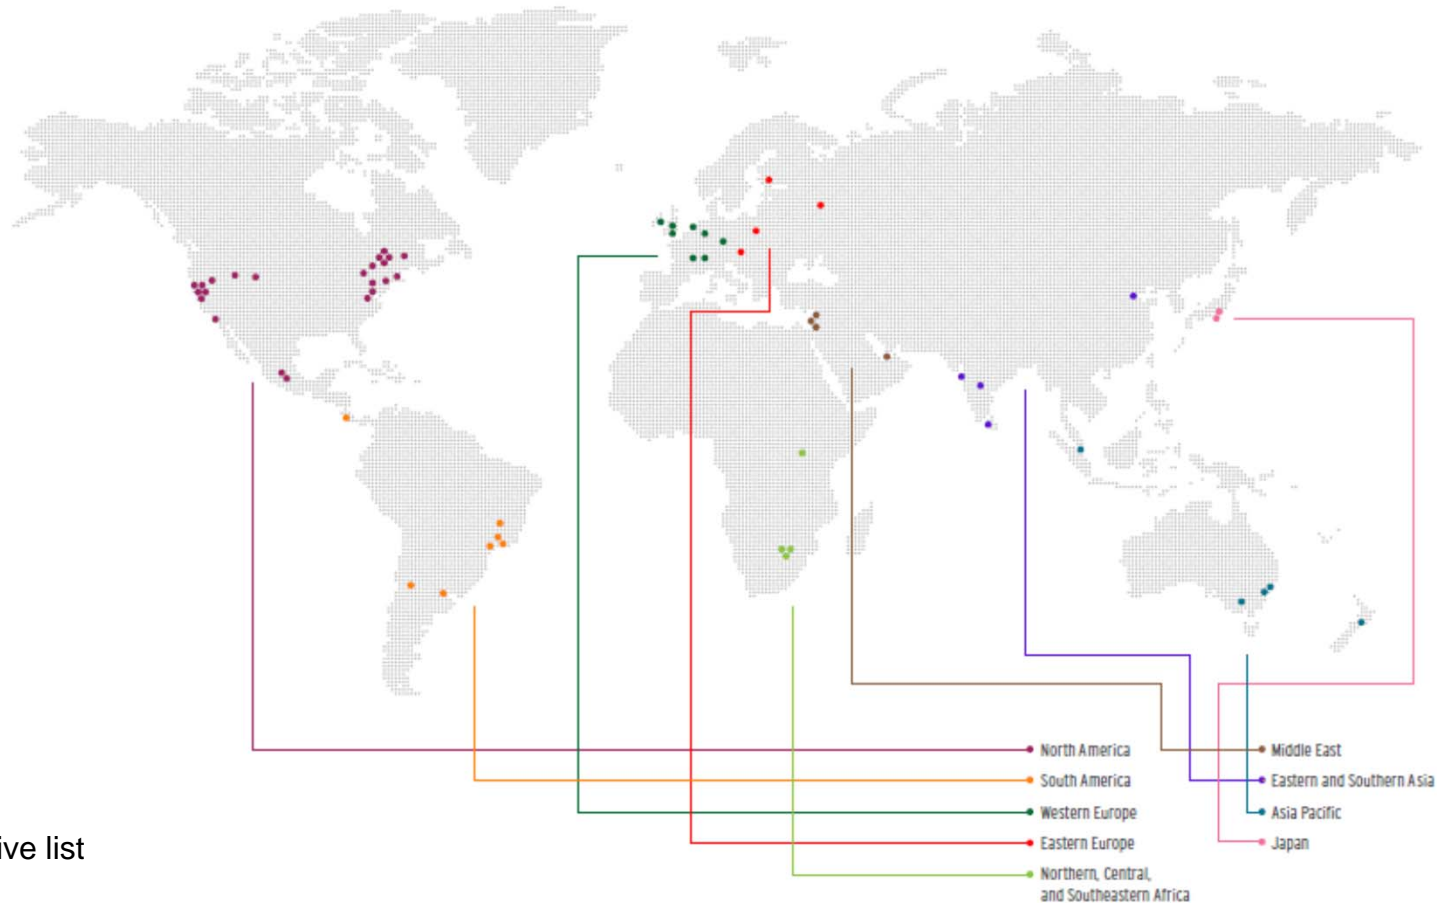 North America
South America
Western Europe
Eastern Europe
Northern, Central,
and Southeastern Africa
Middle East
Eastern and Southern Asia
Asia Pacific
Japan
ive list